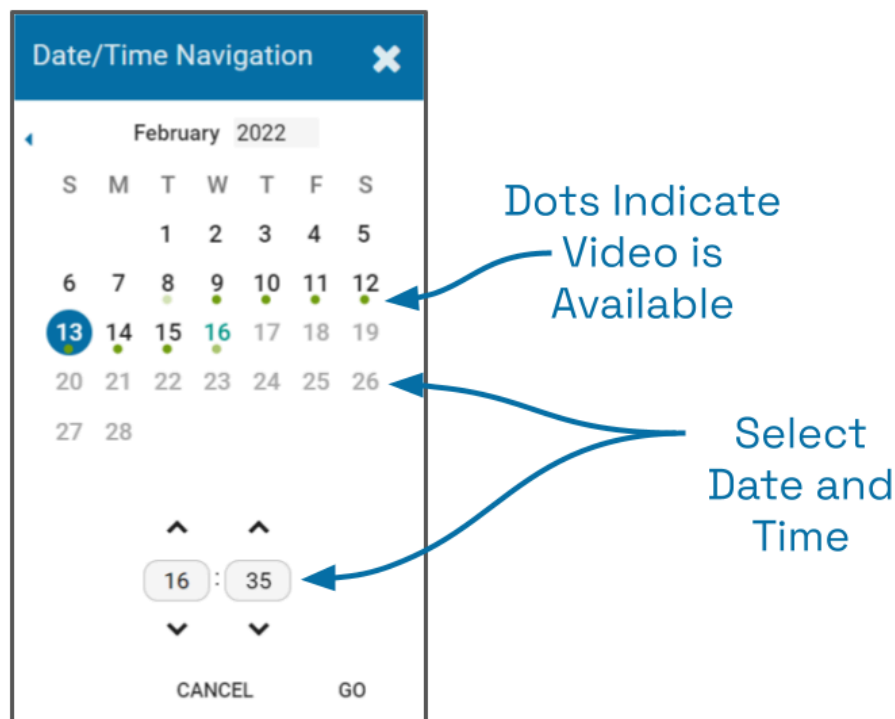 Date/Time Navigation ✖
February 2022
S M T W T F S
1 2 3 4 5
6 7 8 9 10 11 12
13 14 15 16 17 18 19
20 21 22 23 24 25 26
27 28
16 : 35
CANCEL GO
Dots Indicate
Video is
Available
Select
Date and
Time